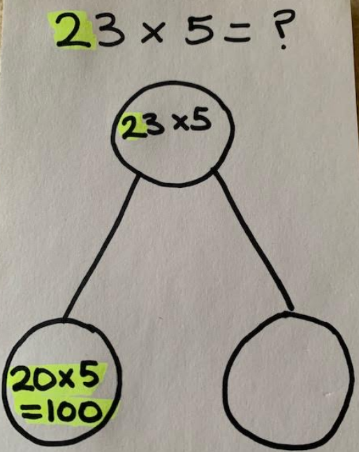 23 × 5 = ?
23 ×5
20×5
=100